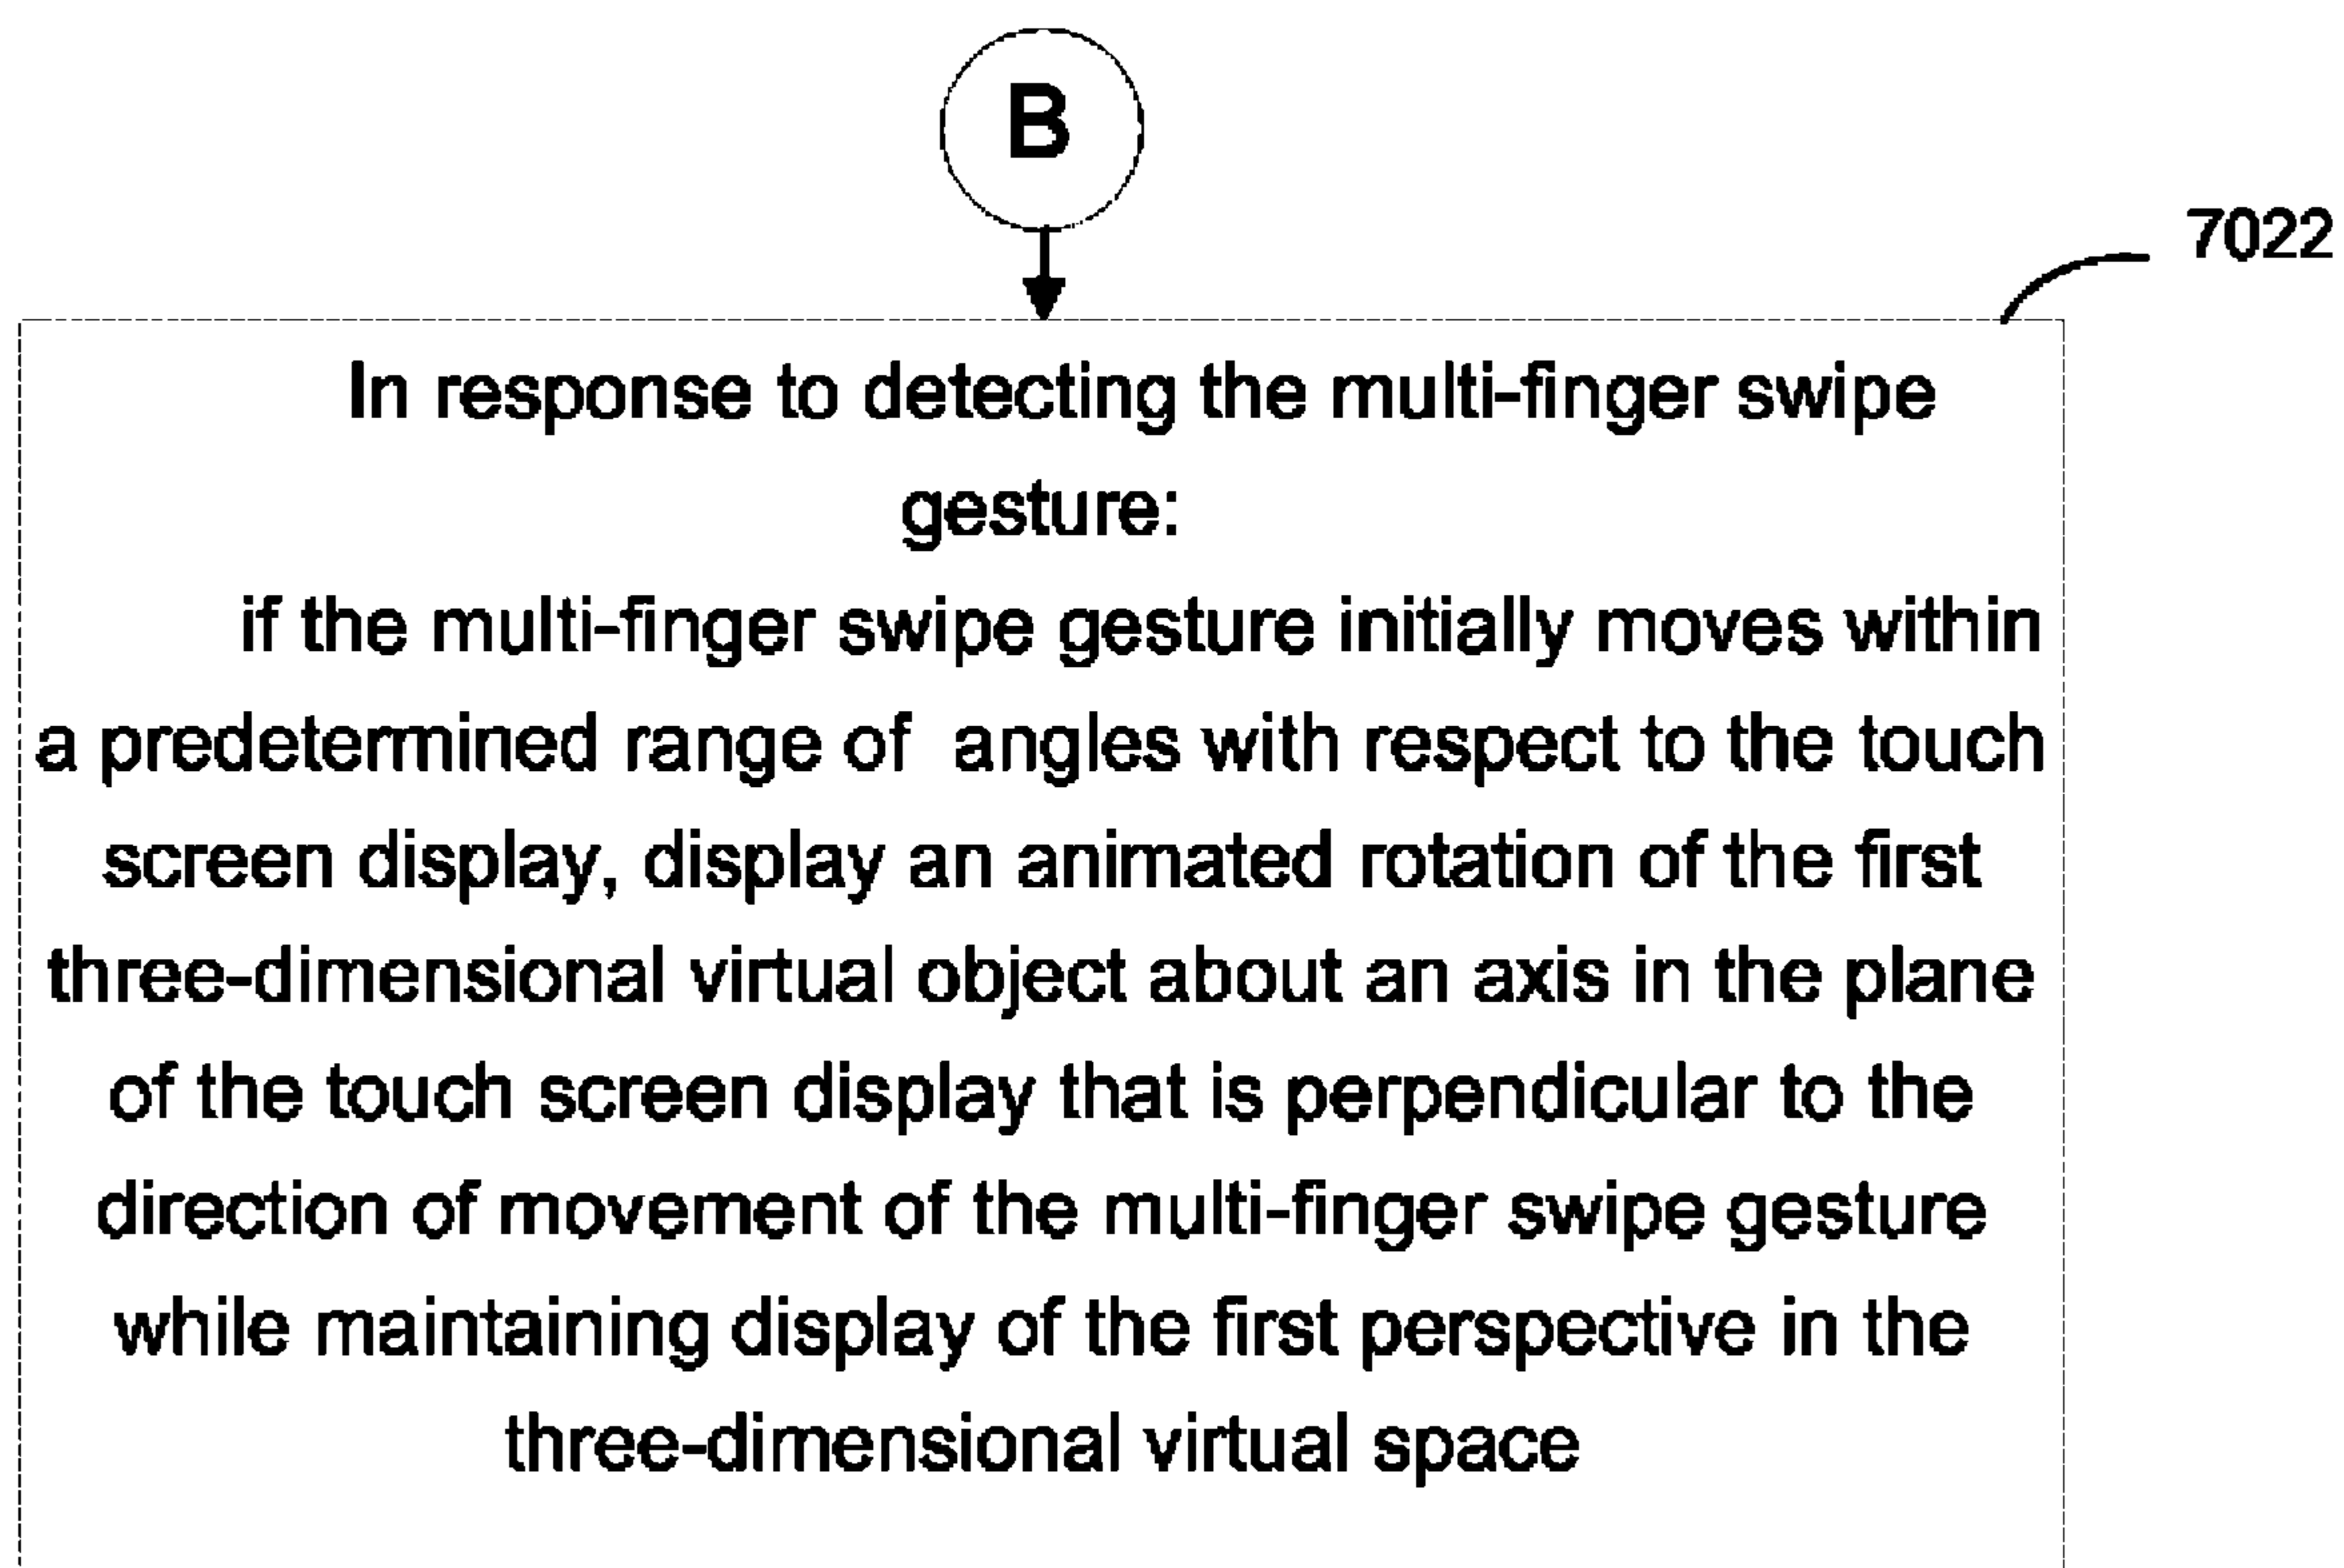 B
7022
In response to detecting the multi-finger swipe
gesture:
if the multi-finger swipe gesture initially moves within
a predetermined range of angles with respect to the touch
screen display, display an animated rotation of the first
three-dimensional virtual object about an axis in the plane
of the touch screen display that is perpendicular to the
direction of movement of the multi-finger swipe gesture
while maintaining display of the first perspective in the
three-dimensional virtual space